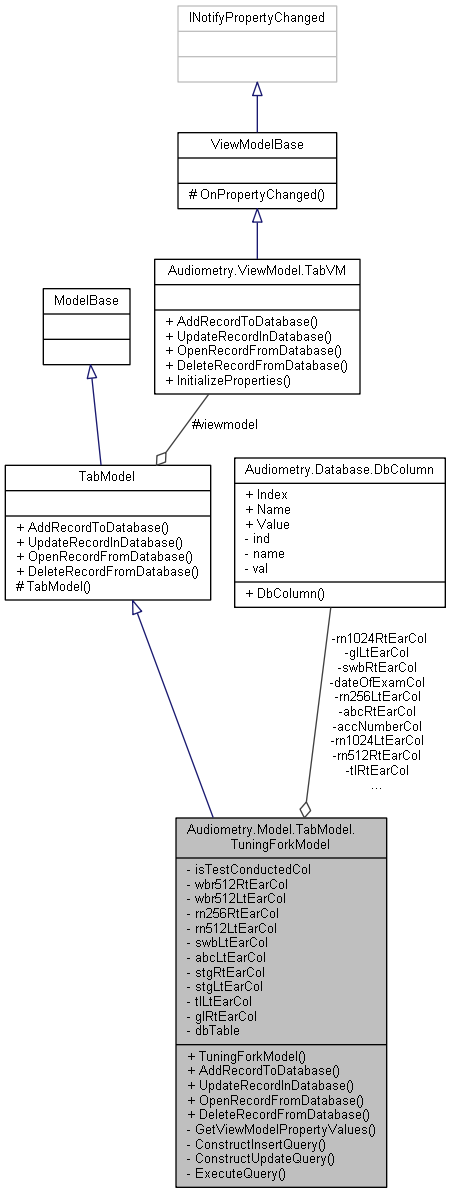 INotifyPropertyChanged
ViewModelBase
# OnPropertyChanged()
Audiometry.ViewModel.TabVM
+ AddRecordToDatabase()
+ UpdateRecordInDatabase()
+ OpenRecordFromDatabase()
+ DeleteRecordFromDatabase()
+ InitializeProperties()
ModelBase
#viewmodel
TabModel
+ AddRecordToDatabase()
+ UpdateRecordInDatabase()
+ OpenRecordFromDatabase()
+ DeleteRecordFromDatabase()
# TabModel()
Audiometry.Database.DbColumn
+ Index
+ Name
+ Value
- ind
- name
- val
+ DbColumn()
-rn1024RtEarCol
-glLtEarCol
-swbRtEarCol
-dateOfExamCol
-rn256LtEarCol
-abcRtEarCol
-accNumberCol
-rn1024LtEarCol
-rn512RtEarCol
-tlRtEarCol
...
Audiometry.Model.TabModel.
TuningForkModel
- isTestConductedCol
- wbr512RtEarCol
- wbr512LtEarCol
- rn256RtEarCol
- rn512LtEarCol
- swbLtEarCol
- abcLtEarCol
- stgRtEarCol
- stgLtEarCol
- tlLtEarCol
- glRtEarCol
- dbTable
+ TuningForkModel()
+ AddRecordToDatabase()
+ UpdateRecordInDatabase()
+ OpenRecordFromDatabase()
+ DeleteRecordFromDatabase()
- GetViewModelPropertyValues()
- ConstructInsertQuery()
- ConstructUpdateQuery()
- ExecuteQuery()